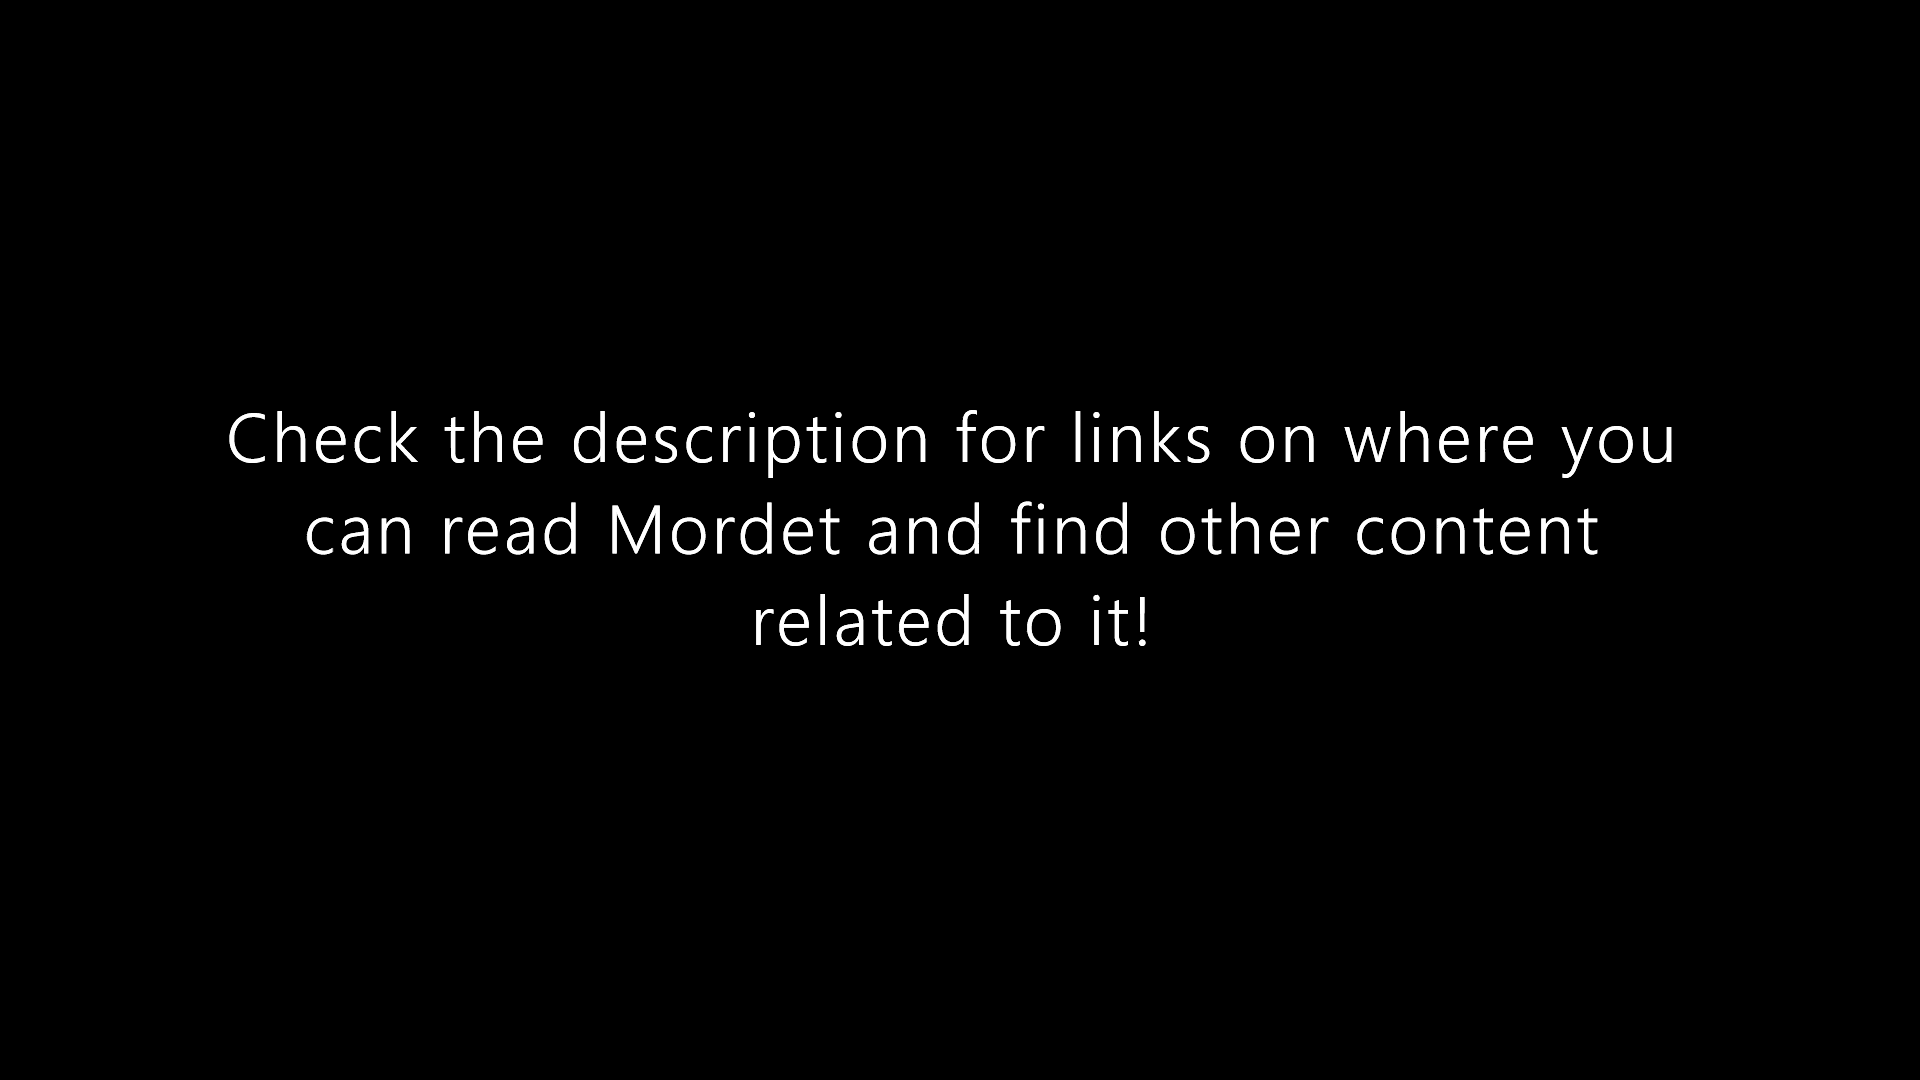 Check the description for links on where you
can read Mordet and find other content
related to it!